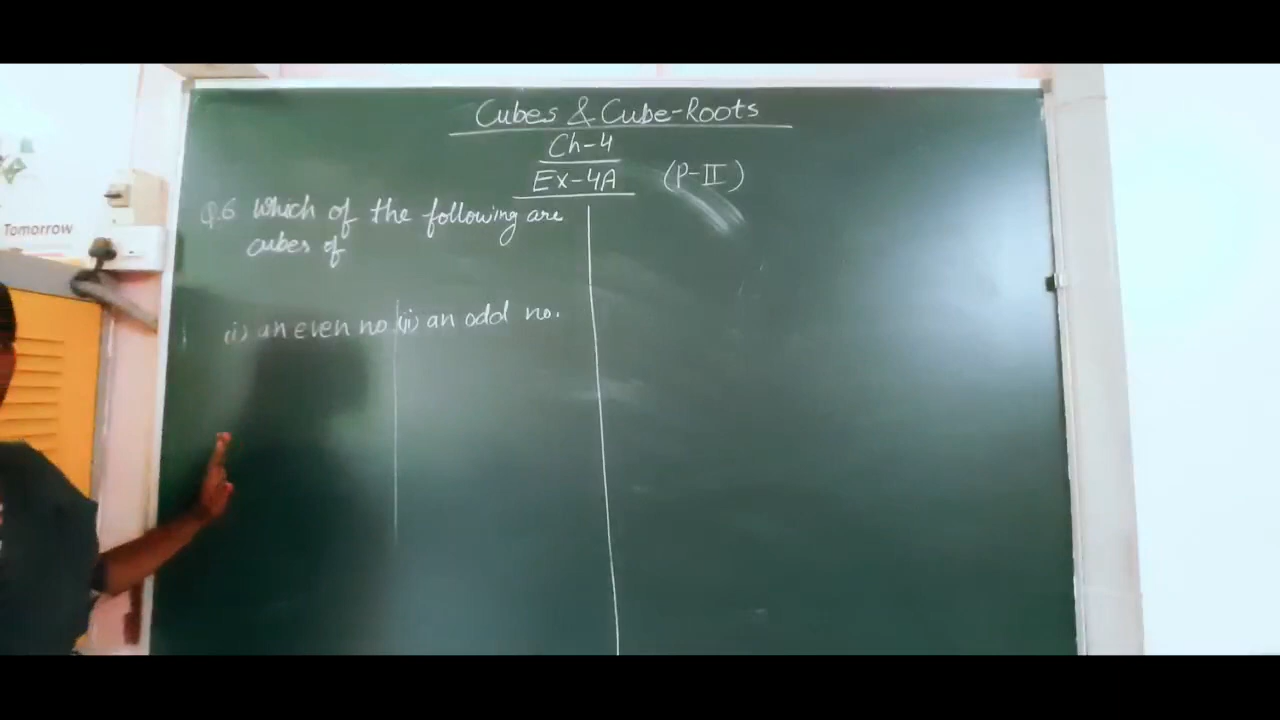 Cubes & Cube-Roots
Ch-4
Ex-4A (P-II)
Q.6 Which of the following are
cubes of
(i) an even no. (ii) an odd no.
Tomorrow